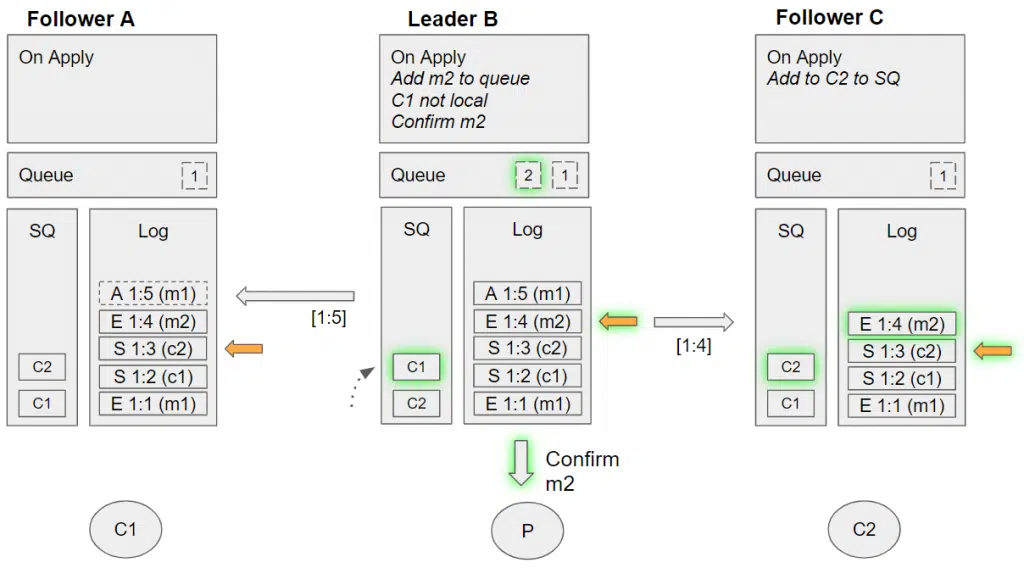 Follower A
On Apply
Queue
1
SQ
C2
C1
Log
A 1:5 (m1)
E 1:4 (m2)
S 1:3 (c2)
S 1:2 (c1)
E 1:1 (m1)
C1
[1:5]
Leader B
On Apply
Add m2 to queue
C1 not local
Confirm m2
Queue
2
1
SQ
C1
C2
Log
A 1:5 (m1)
E 1:4 (m2)
S 1:3 (c2)
S 1:2 (c1)
E 1:1 (m1)
Confirm
m2
P
[1:4]
Follower C
On Apply
Add to C2 to SQ
Queue
1
SQ
C2
C1
Log
E 1:4 (m2)
S 1:3 (c2)
S 1:2 (c1)
E 1:1 (m1)
C2